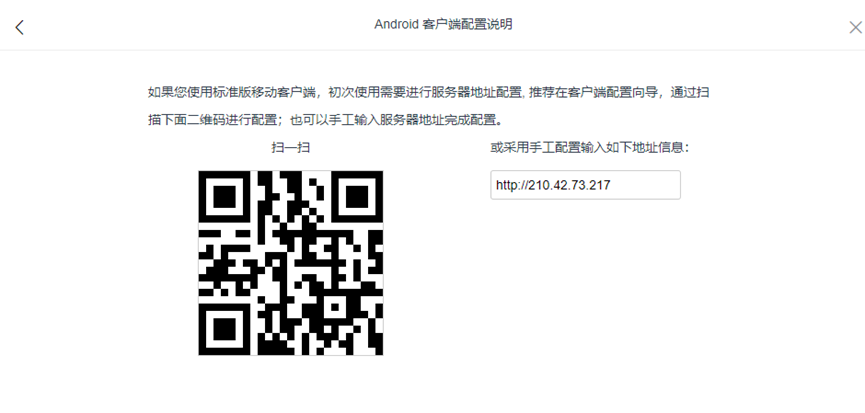 Android 客户端配置说明
如果您使用标准版移动客户端，初次使用需要进行服务器地址配置, 推荐在客户端配置向导，通过扫
描下面二维码进行配置；也可以手工输入服务器地址完成配置。
扫一扫
或采用手工配置输入如下地址信息：
http://210.42.73.217